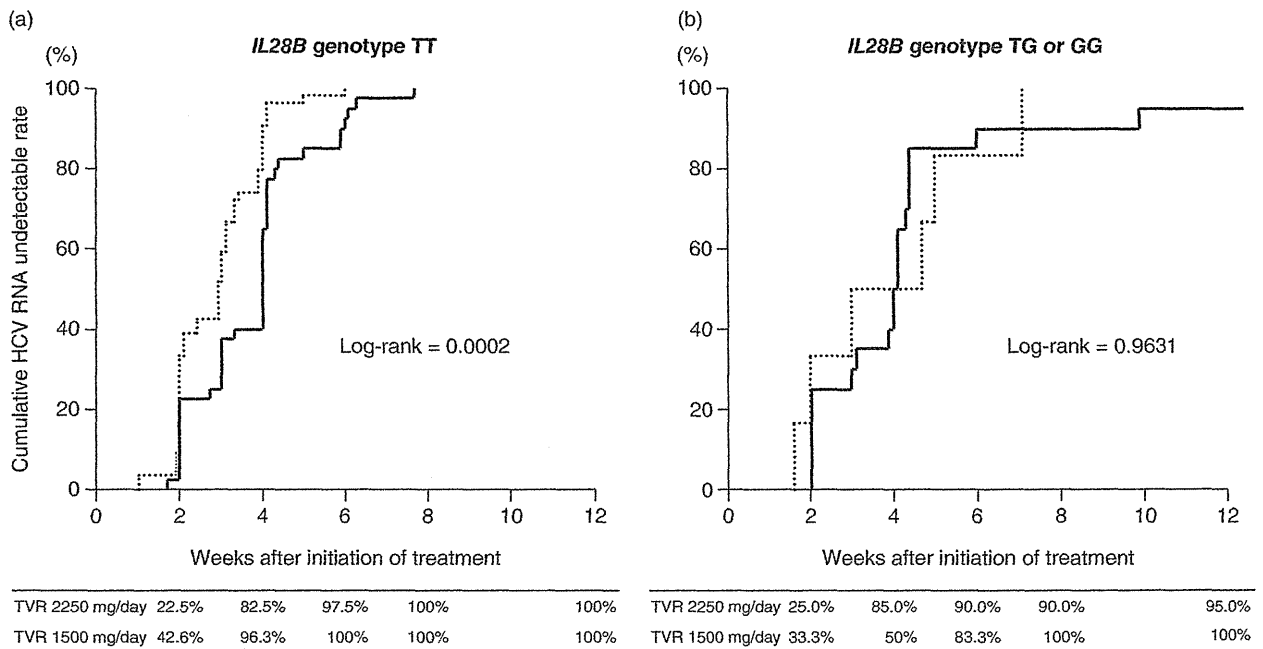 (a)
(%)
IL28B genotype TT
100
80
60
40
20
0
Cumulative HCV RNA undetectable rate
Log-rank = 0.0002
0 2 4 6 8 10 12
Weeks after initiation of treatment
TVR 2250 mg/day 22.5% 82.5% 97.5% 100% 100%
TVR 1500 mg/day 42.6% 96.3% 100% 100% 100%
(b)
(%)
IL28B genotype TG or GG
100
80
60
40
20
0
Log-rank = 0.9631
0 2 4 6 8 10 12
Weeks after initiation of treatment
TVR 2250 mg/day 25.0% 85.0% 90.0% 90.0% 95.0%
TVR 1500 mg/day 33.3% 50% 83.3% 100% 100%